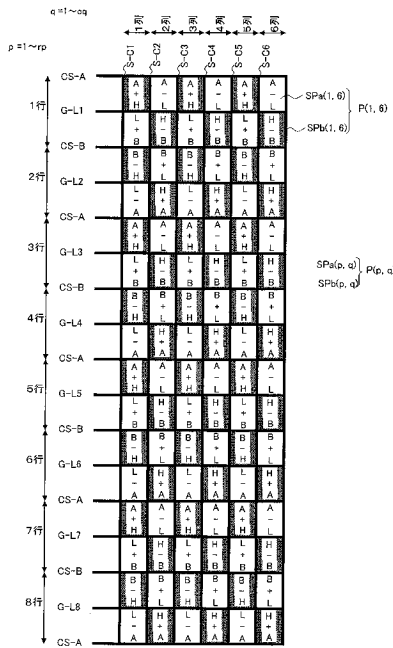 q =1～cq
p =1～rp
1列 2列 3列 4列 5列 6列
S-C1 S-C2 S-C3 S-C4 S-C5 S-C6
CS-A
1行
A A A A A A
+ − + − + −
H L H L H L
SPa(1, 6)
P(1, 6)
G-L1
L H L H L H
+ − + − + −
B B B B B B
SPb(1, 6)
CS-B
2行
B B B B B B
− + − + − +
H L H L H L
G-L2
L H L H L H
− + − + − +
A A A A A A
CS-A
3行
A A A A A A
+ − + − + −
H L H L H L
G-L3
L H L H L H
+ − + − + −
B B B B B B
SPa(p, q)
SPb(p, q)
P(p, q
CS-B
4行
B B B B B B
− + − + − +
H L H L H L
G-L4
L H L H L H
− + − + − +
A A A A A A
CS-A
5行
A A A A A A
+ − + − + −
H L H L H L
G-L5
L H L H L H
+ − + − + −
B B B B B B
CS-B
6行
B B B B B B
− + − + − +
H L H L H L
G-L6
L H L H L H
− + − + − +
A A A A A A
CS-A
7行
A A A A A A
+ − + − + −
H L H L H L
G-L7
L H L H L H
+ − + − + −
B B B B B B
CS-B
8行
B B B B B B
− + − + − +
H L H L H L
G-L8
L H L H L H
− + − + − +
A A A A A A
CS-A